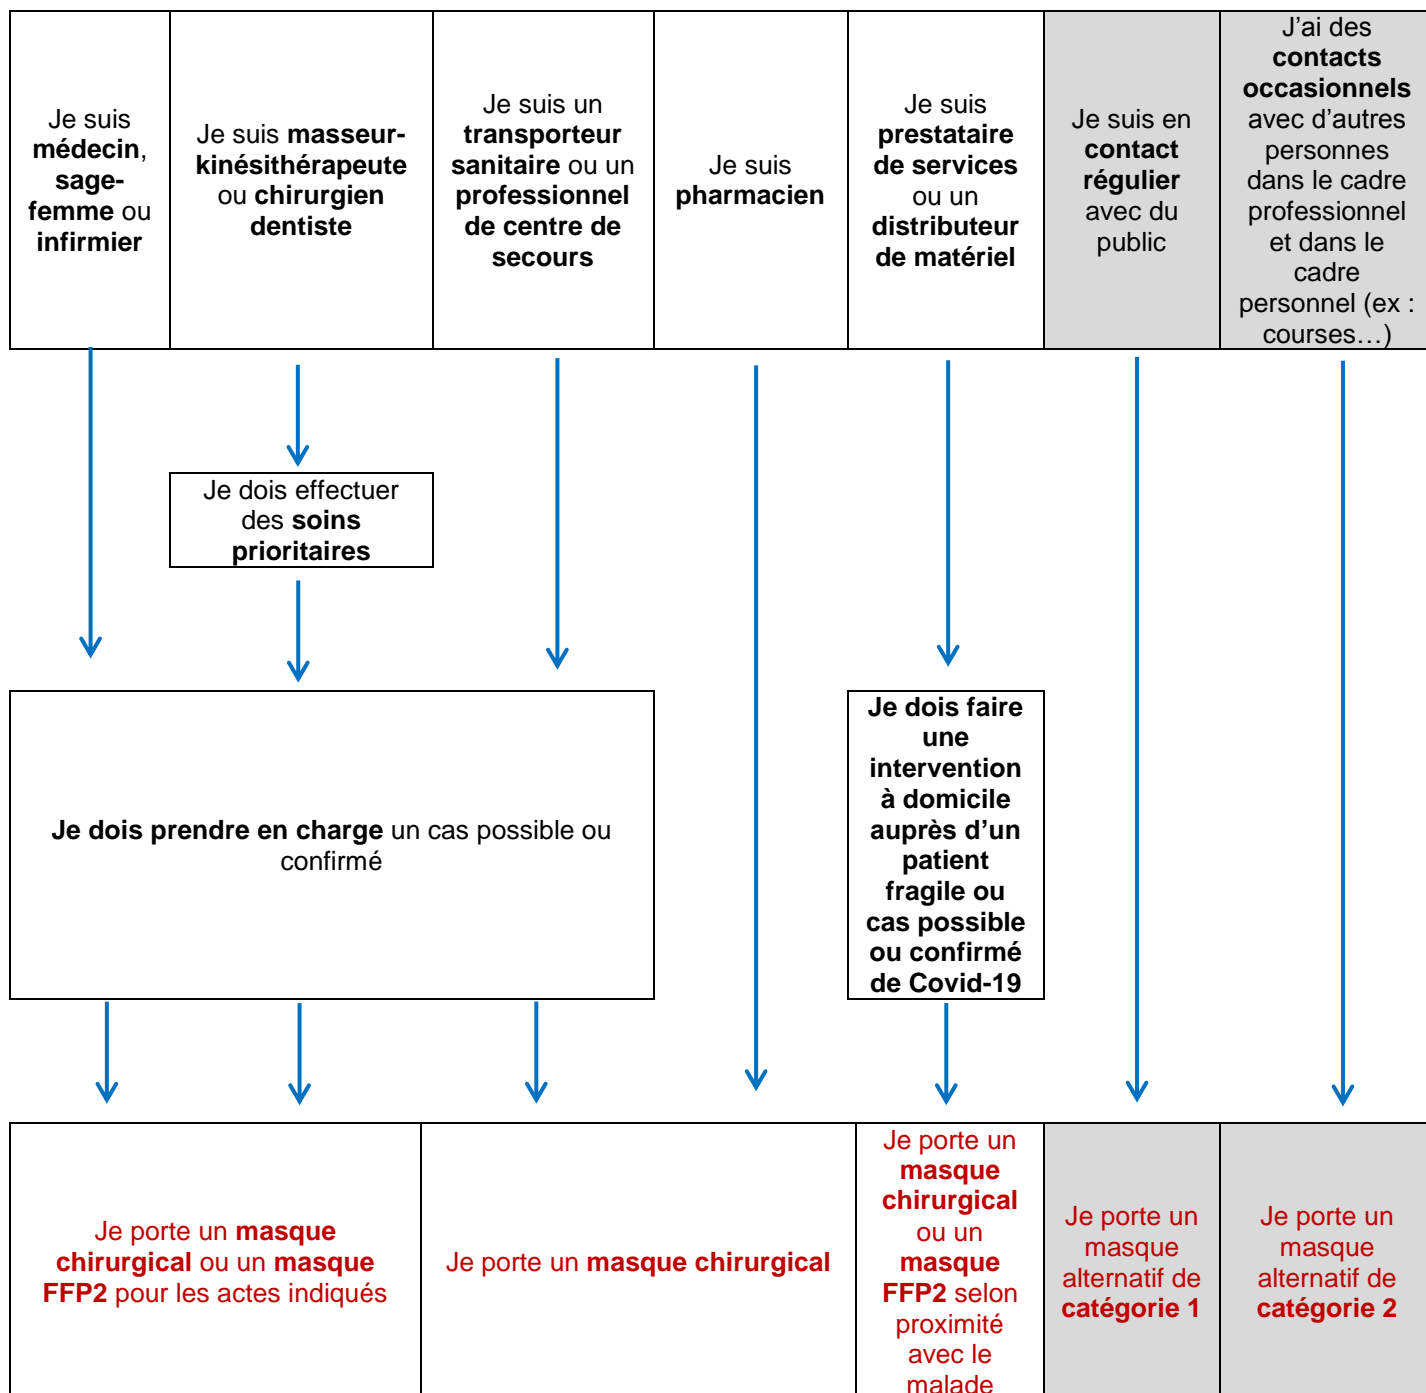 Je suis
médecin,
sage-
femme ou
infirmier
Je suis masseur-
kinésithérapeute
ou chirurgien
dentiste
Je suis un
transporteur
sanitaire ou un
professionnel
de centre de
secours
Je suis
pharmacien
Je suis
prestataire
de services
ou un
distributeur
de matériel
Je suis en
contact
régulier
avec du
public
J’ai des
contacts
occasionnels
avec d’autres
personnes
dans le cadre
professionnel
et dans le
cadre
personnel (ex :
courses…)
Je dois effectuer
des soins
prioritaires
Je dois prendre en charge un cas possible ou
confirmé
Je dois faire
une
intervention
à domicile
auprès d’un
patient
fragile ou
cas possible
ou confirmé
de Covid-19
Je porte un masque
chirurgical ou un masque
FFP2 pour les actes indiqués
Je porte un masque chirurgical
Je porte un
masque
chirurgical
ou un
masque
FFP2 selon
proximité
avec le
malade
Je porte un
masque
alternatif de
catégorie 1
Je porte un
masque
alternatif de
catégorie 2